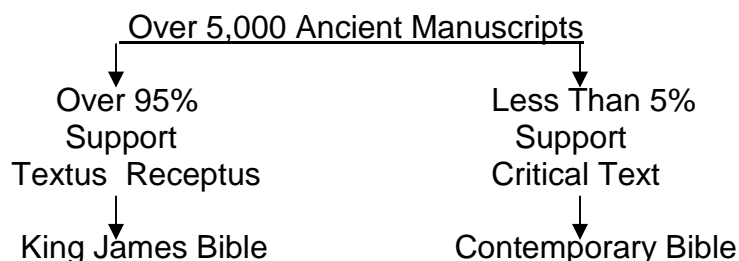 Over 5,000 Ancient Manuscripts
Over 95%
Support
Textus Receptus
King James Bible
Less Than 5%
Support
Critical Text
Contemporary Bible